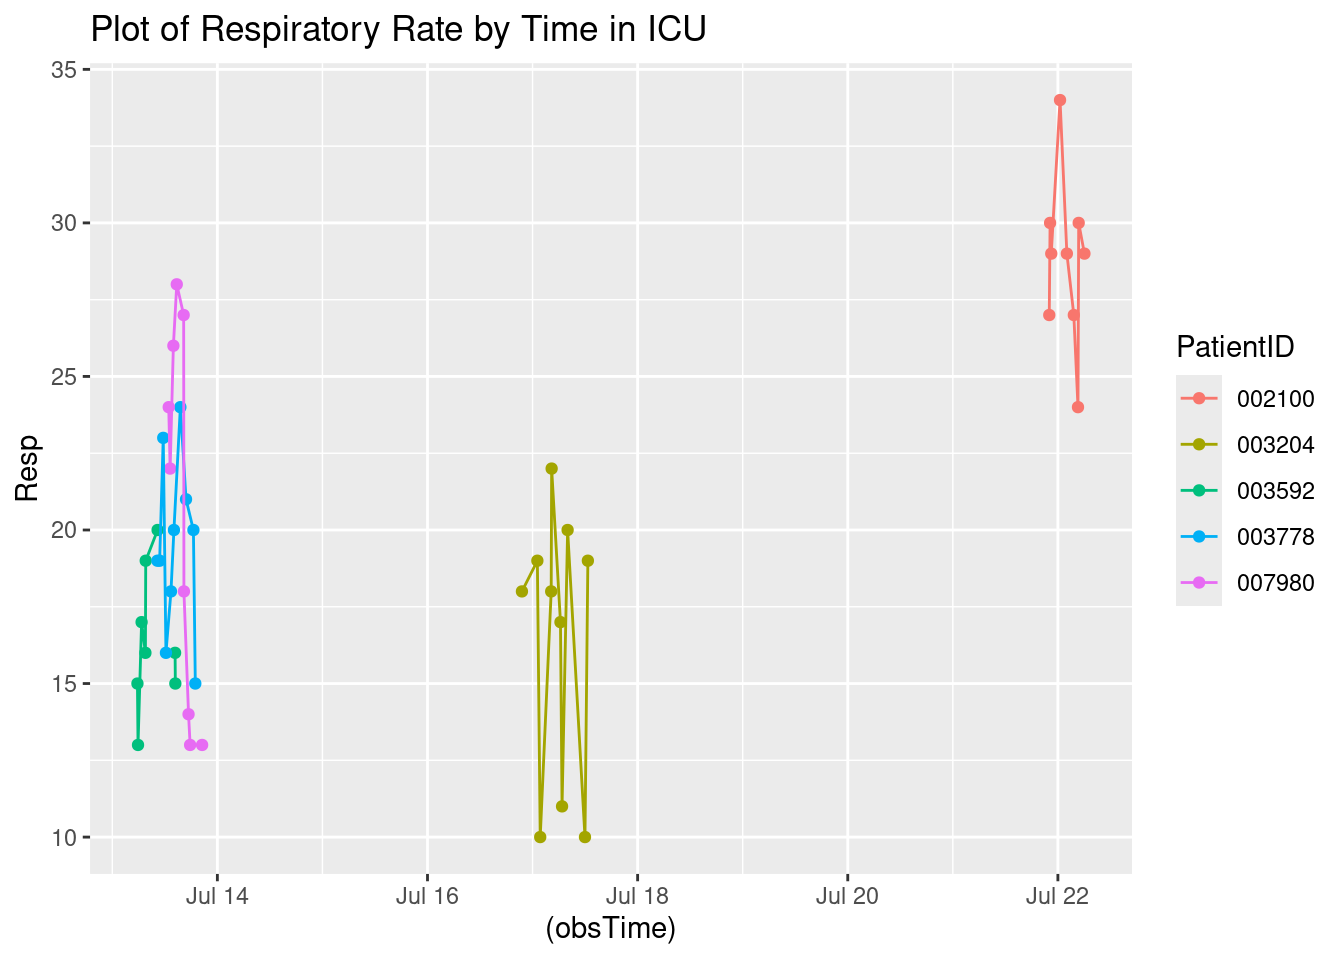 Plot of Respiratory Rate by Time in ICU
35
30
25
20
15
10
Resp
Jul 14
Jul 16
Jul 18
Jul 20
Jul 22
(obsTime)
PatientID
002100
003204
003592
003778
007980